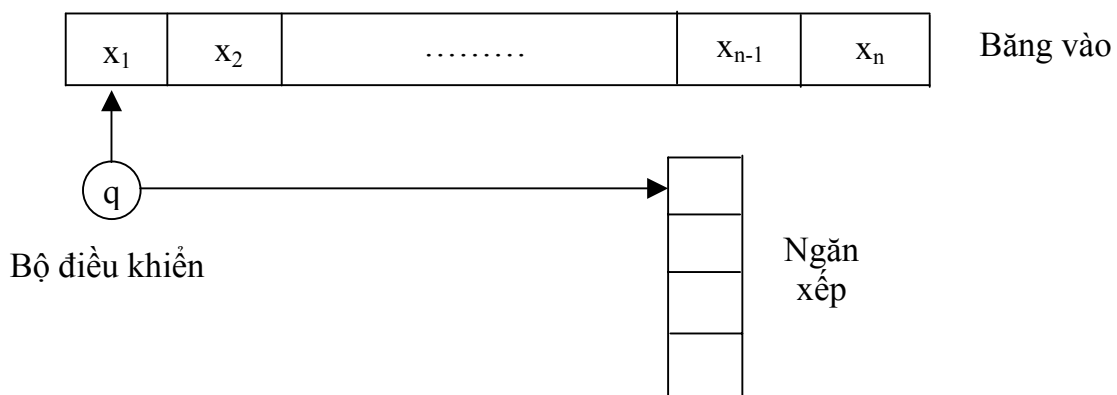 x₁ x₂ ......... xₙ₋₁ xₙ Băng vào
q
Bộ điều khiển
Ngăn
xếp